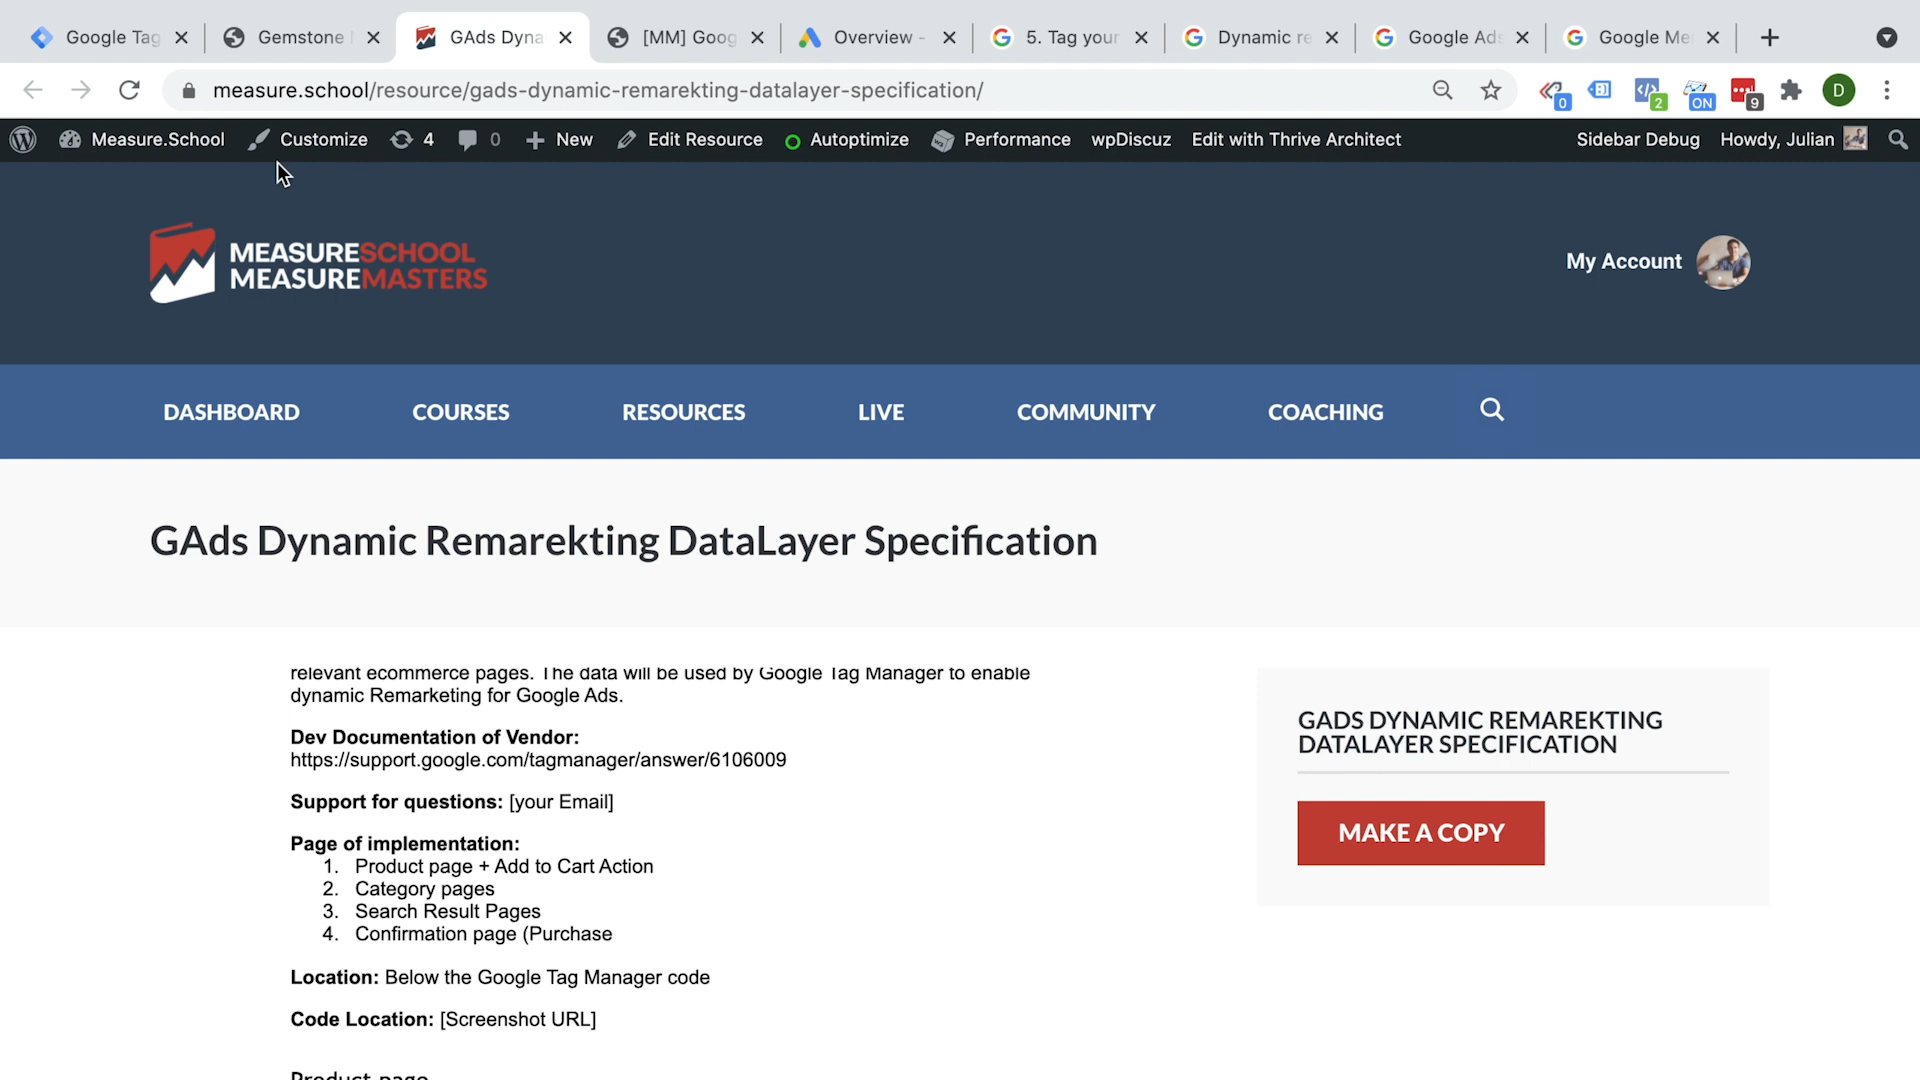 Google Tag
Gemstone
GAds Dyna
[MM] Goog
Overview -
5. Tag your
Dynamic re
Google Ads
Google Me
measure.school/resource/gads-dynamic-remarekting-datalayer-specification/
0
2
ON
9
D
Measure.School
Customize
4
0
New
Edit Resource
Autoptimize
Performance
wpDiscuz
Edit with Thrive Architect
Sidebar Debug
Howdy, Julian
MEASURESCHOOL
MEASUREMASTERS
My Account
DASHBOARD
COURSES
RESOURCES
LIVE
COMMUNITY
COACHING
GAds Dynamic Remarekting DataLayer Specification
relevant ecommerce pages. The data will be used by Google Tag Manager to enable
dynamic Remarketing for Google Ads.
Dev Documentation of Vendor:
https://support.google.com/tagmanager/answer/6106009
Support for questions: [your Email]
Page of implementation:
1. Product page + Add to Cart Action
2. Category pages
3. Search Result Pages
4. Confirmation page (Purchase
Location: Below the Google Tag Manager code
Code Location: [Screenshot URL]
Product page
GADS DYNAMIC REMAREKTING
DATALAYER SPECIFICATION
MAKE A COPY